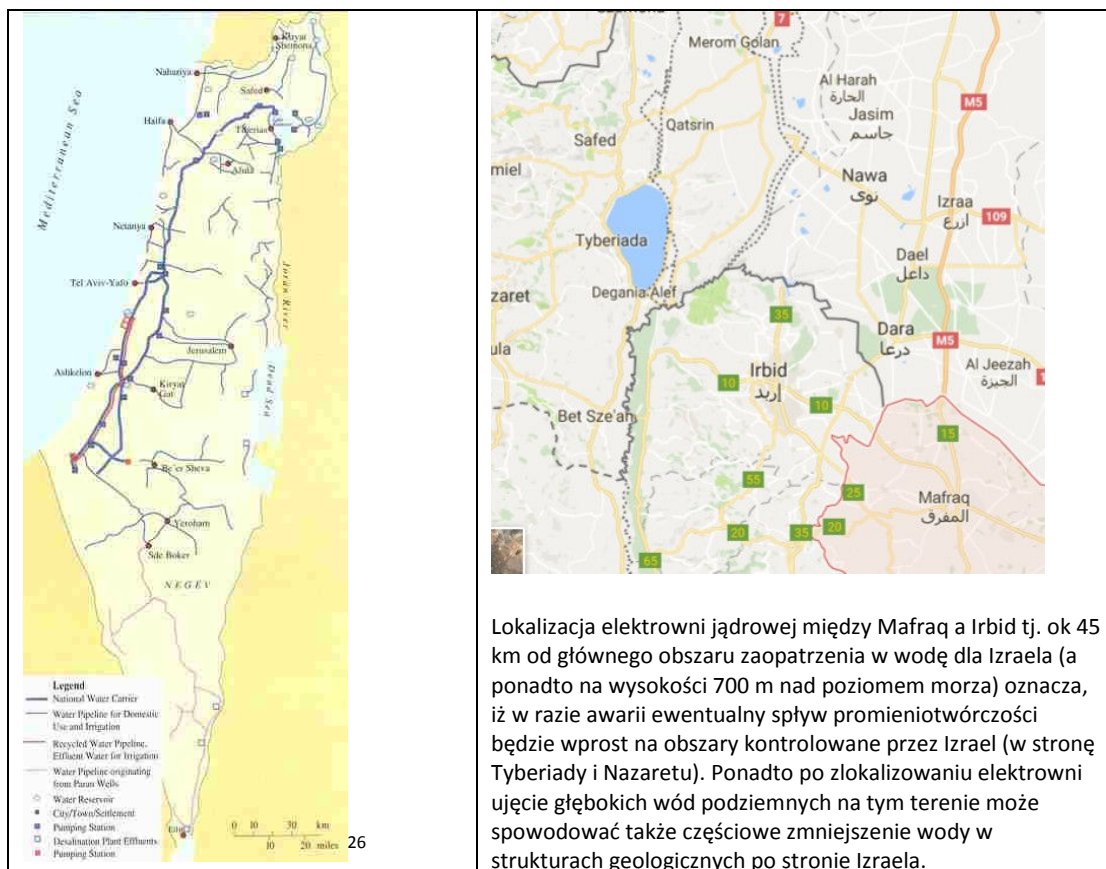 Kiryat
Shemona
Nahariya
Safed
Haifa
Tiberias
Afula
Mediterranean Sea
Netanya
Tel Aviv-Yafo
Jordan River
Jerusalem
Ashkelon
Kiryat
Gat
Dead Sea
Be'er Sheva
Yeroham
Sde Boker
NEGEV
Eilat
Legend
National Water Carrier
Water Pipeline for Domestic
Use and Irrigation
Recycled Water Pipeline,
Effluent Water for Irrigation
Water Pipeline originating
from Paran Wells
Water Reservoir
City/Town/Settlement
Pumping Station
Desalination Plant Effluents
Pumping Station
0 10 30 km
10 20 miles
26
7
Merom Golan
Al Harah
الحارة
M5
Jasim
جاسم
Qatsrin
Safed
miel
Nawa
نوى
Izraa
ازرع
109
Tyberiada
Dael
داعل
zaret
Degania Alef
35
Dara
درعا
M5
ula
Irbid
إربد
Al Jeezah
الجيزة
10
10
Bet Sze'an
15
55
25
Mafraq
المفرق
20
35
20
65
Lokalizacja elektrowni jądrowej między Mafraq a Irbid tj. ok 45
km od głównego obszaru zaopatrzenia w wodę dla Izraela (a
ponadto na wysokości 700 m nad poziomem morza) oznacza,
iż w razie awarii ewentualny spływ promieniotwórczości
będzie wprost na obszary kontrolowane przez Izrael (w stronę
Tyberiady i Nazaretu). Ponadto po zlokalizowaniu elektrowni
ujęcie głębokich wód podziemnych na tym terenie może
spowodować także częściowe zmniejszenie wody w
strukturach geologicznych po stronie Izraela.